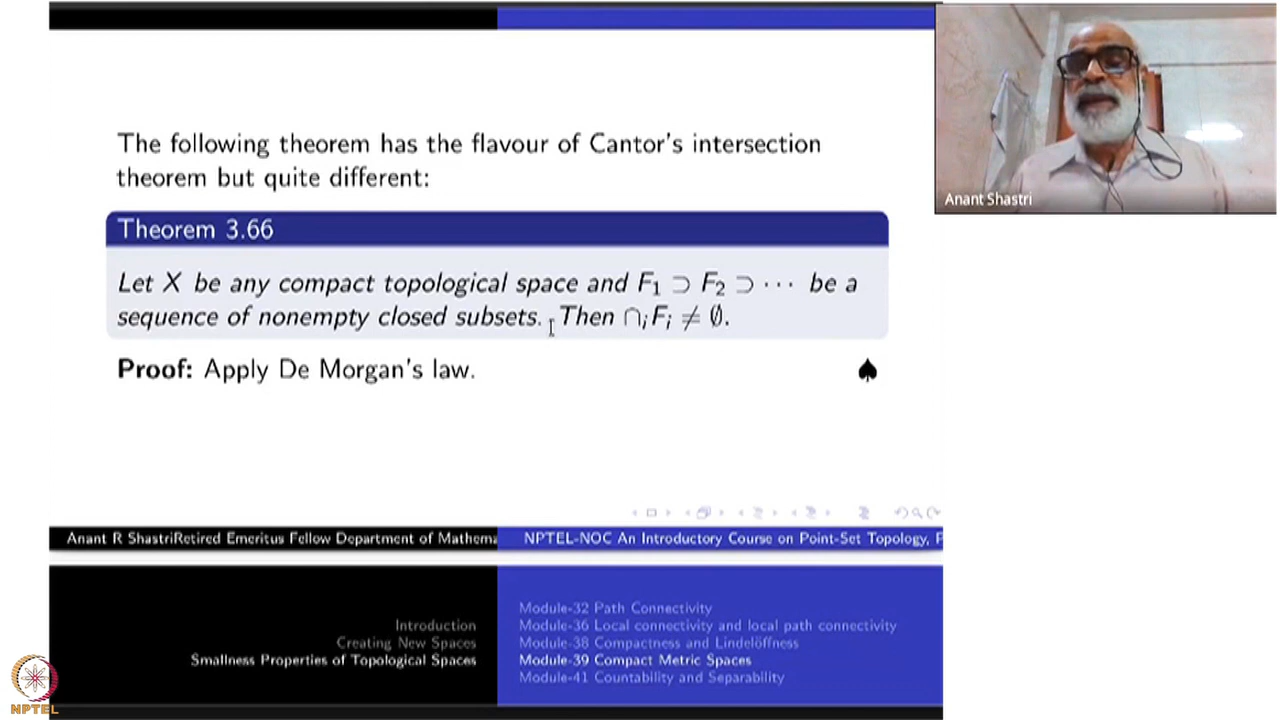 The following theorem has the flavour of Cantor's intersection
theorem but quite different:
Theorem 3.66
Let X be any compact topological space and F₁ ⊃ F₂ ⊃ ⋯ be a
sequence of nonempty closed subsets. Then ∩ᵢFᵢ ≠ ∅.
Proof: Apply De Morgan's law. ♠
Anant Shastri
Anant R ShastriRetired Emeritus Fellow Department of Mathema
NPTEL-NOC An Introductory Course on Point-Set Topology, P
Introduction
Creating New Spaces
Smallness Properties of Topological Spaces
Module-32 Path Connectivity
Module-36 Local connectivity and local path connectivity
Module-38 Compactness and Lindelöffness
Module-39 Compact Metric Spaces
Module-41 Countability and Separability
NPTEL